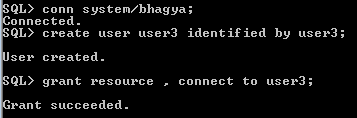 SQL> conn system/bhagya;
Connected.
SQL> create user user3 identified by user3;
User created.
SQL> grant resource , connect to user3;
Grant succeeded.